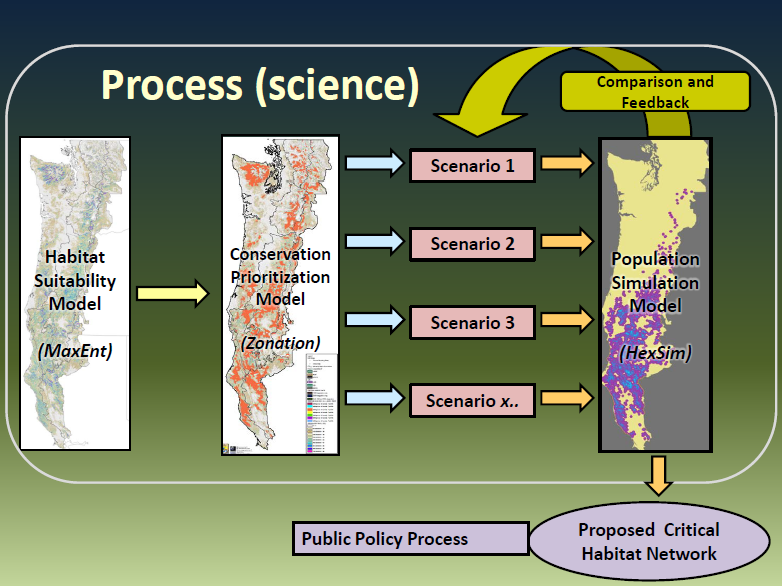 Process (science)
Comparison and
Feedback
Habitat
Suitability
Model
(MaxEnt)
Conservation
Prioritization
Model
(Zonation)
Scenario 1
Scenario 2
Scenario 3
Scenario x..
Population
Simulation
Model
(HexSim)
Public Policy Process
Proposed Critical
Habitat Network